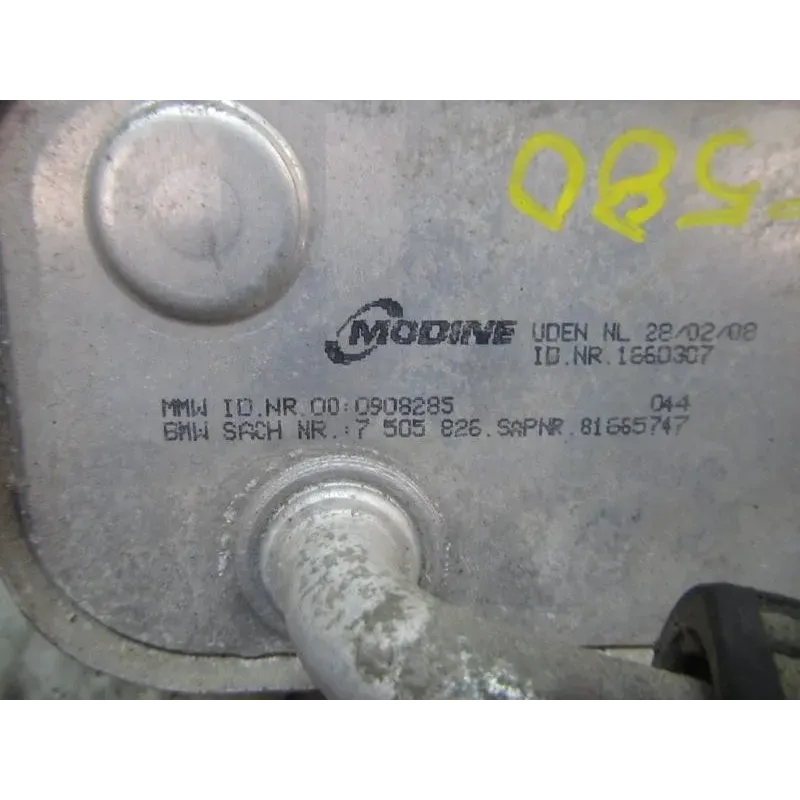 -580
MODINE UDEN NL 28/02/08
ID.NR.1660307
MMW ID.NR.00:0908285 044
BMW SACH NR.:7 505 826.SAPNR.81665747